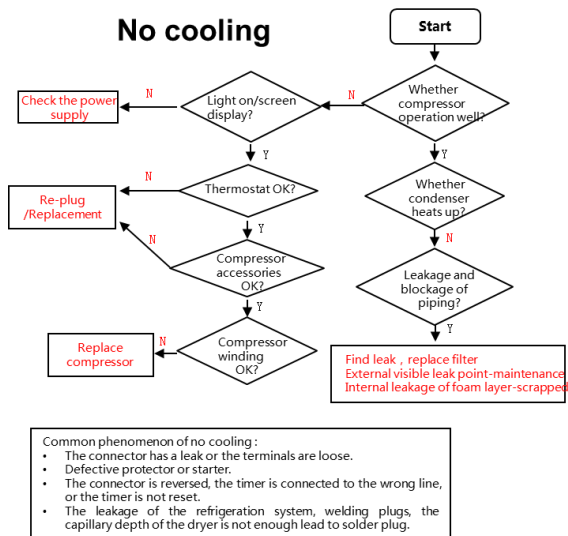 No cooling
Start
Whether
compressor
operation well?
N
Light on/screen
display?
N
Check the power
supply
Y
Y
Thermostat OK?
N
Re-plug
/Replacement
Whether
condenser
heats up?
Y
N
N
Compressor
accessories
OK?
Leakage and
blockage of
piping?
Y
Y
Compressor
winding
OK?
N
Replace
compressor
Find leak , replace filter
External visible leak point-maintenance
Internal leakage of foam layer-scrapped
Common phenomenon of no cooling :
• The connector has a leak or the terminals are loose.
• Defective protector or starter.
• The connector is reversed, the timer is connected to the wrong line,
or the timer is not reset.
• The leakage of the refrigeration system, welding plugs, the
capillary depth of the dryer is not enough lead to solder plug.